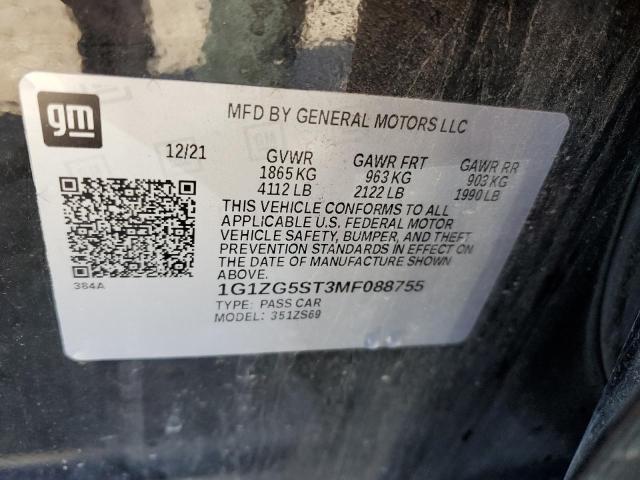 gm
MFD BY GENERAL MOTORS LLC
12/21 GVWR GAWR FRT GAWR RR
1865 KG 963 KG 903 KG
4112 LB 2122 LB 1990 LB
THIS VEHICLE CONFORMS TO ALL
APPLICABLE U.S. FEDERAL MOTOR
VEHICLE SAFETY, BUMPER, AND THEFT
PREVENTION STANDARDS IN EFFECT ON
THE DATE OF MANUFACTURE SHOWN
ABOVE.
384A
1G1ZG5ST3MF088755
TYPE: PASS CAR
MODEL: 351ZS69